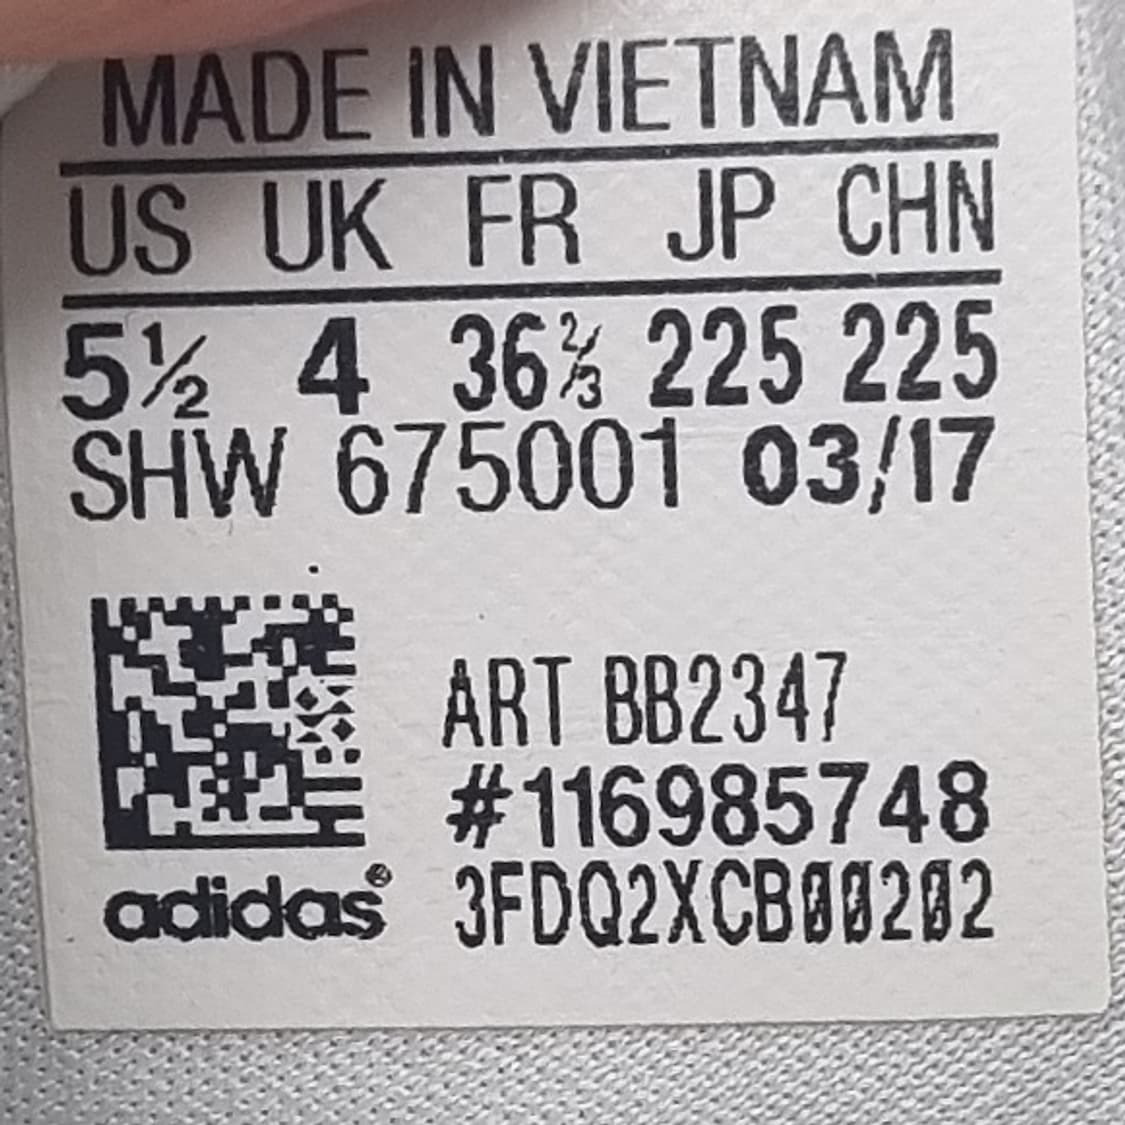 MADE IN VIETNAM
US UK FR JP CHN
5½ 4 36⅔ 225 225
SHW 675001 03/17
ART BB2347
#116985748
adidas® 3FDQ2XCB00202